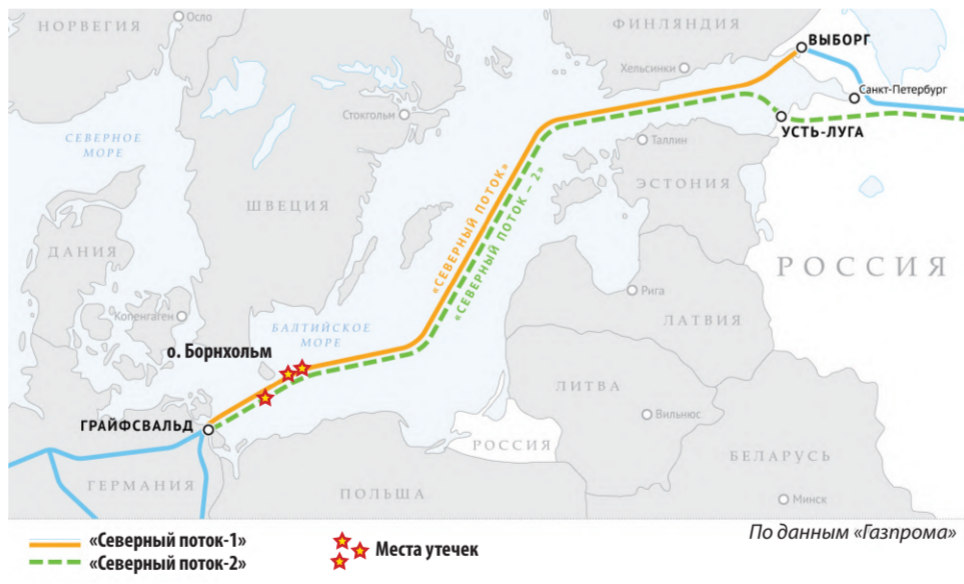 НОРВЕГИЯ
Осло
ФИНЛЯНДИЯ
ВЫБОРГ
Хельсинки
Санкт-Петербург
Стокгольм
УСТЬ-ЛУГА
СЕВЕРНОЕ
МОРЕ
Таллин
ЭСТОНИЯ
ШВЕЦИЯ
«СЕВЕРНЫЙ ПОТОК»
«СЕВЕРНЫЙ ПОТОК – 2»
ДАНИЯ
РОССИЯ
Рига
Копенгаген
БАЛТИЙСКОЕ
МОРЕ
ЛАТВИЯ
о. Борнхольм
ЛИТВА
ГРАЙФСВАЛЬД
Вильнюс
РОССИЯ
БЕЛАРУСЬ
ГЕРМАНИЯ
ПОЛЬША
Минск
«Северный поток-1»
«Северный поток-2»
Места утечек
По данным «Газпрома»